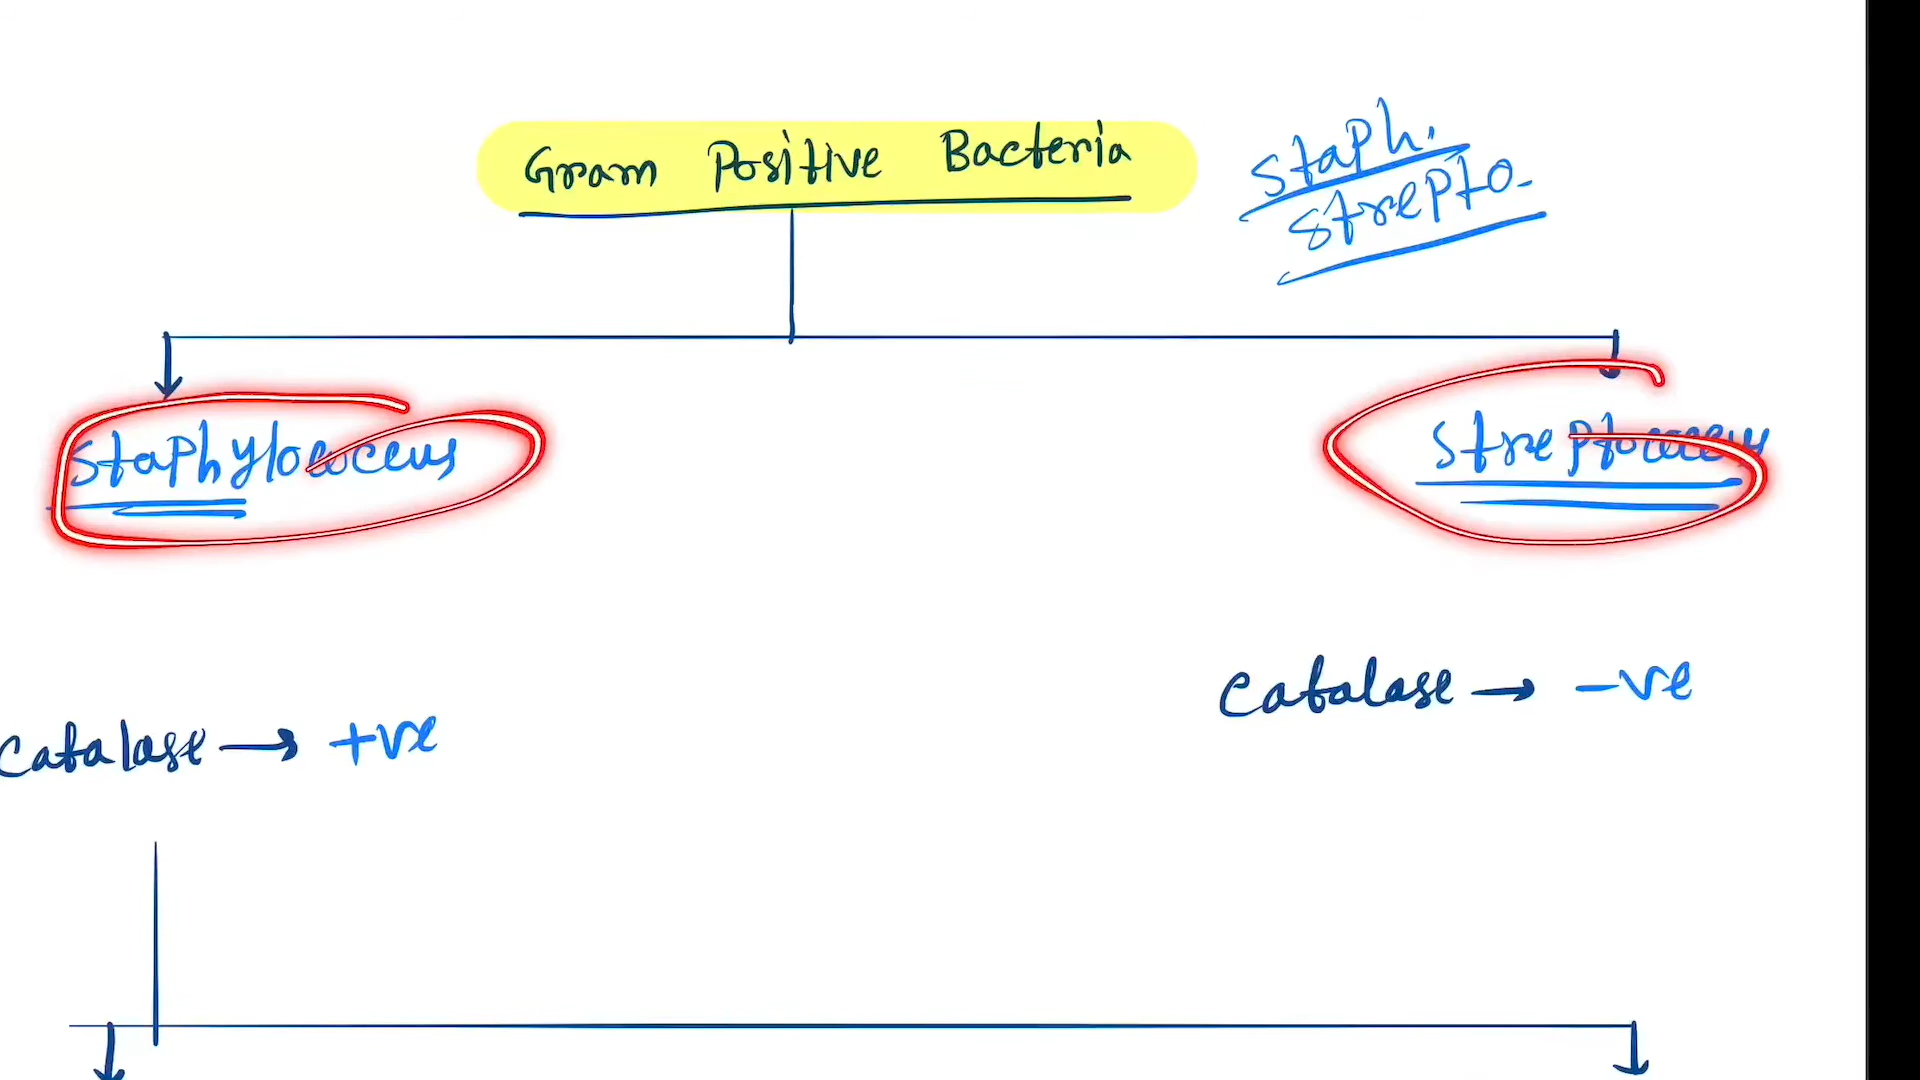 Gram Positive Bacteria
Staph.
Strepto.
Staphylococcus
Streptococcus
Catalase → -ve
Catalase → +ve